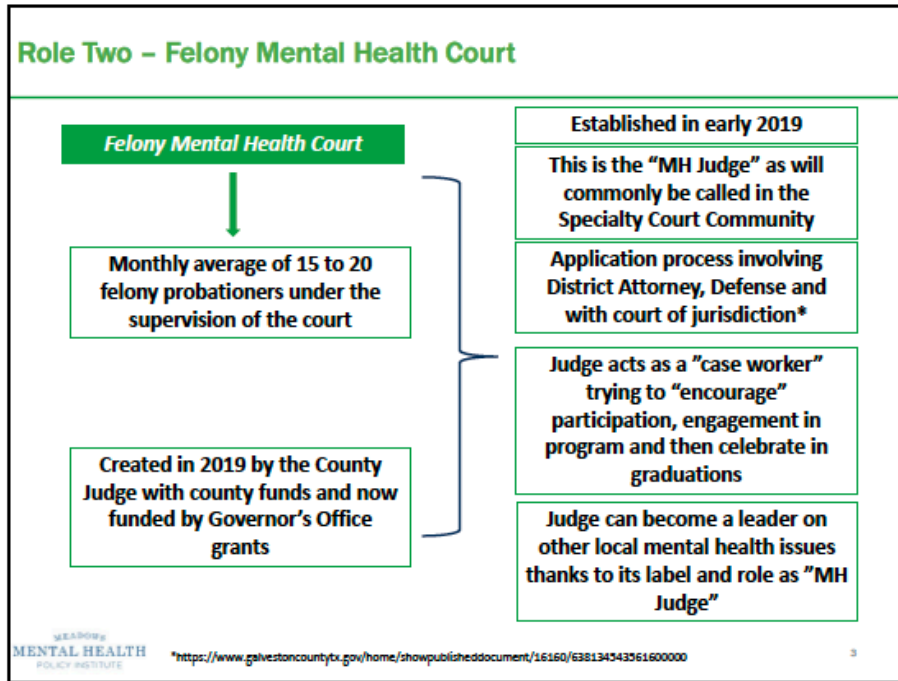 Role Two – Felony Mental Health Court
Felony Mental Health Court
Monthly average of 15 to 20
felony probationers under the
supervision of the court
Created in 2019 by the County
Judge with county funds and now
funded by Governor's Office
grants
Established in early 2019
This is the "MH Judge" as will
commonly be called in the
Specialty Court Community
Application process involving
District Attorney, Defense and
with court of jurisdiction*
Judge acts as a "case worker"
trying to "encourage"
participation, engagement in
program and then celebrate in
graduations
Judge can become a leader on
other local mental health issues
thanks to its label and role as "MH
Judge"
MEADOWS
MENTAL HEALTH
POLICY INSTITUTE
*https://www.galvestoncountytx.gov/home/showpublisheddocument/16160/638134543561600000
3